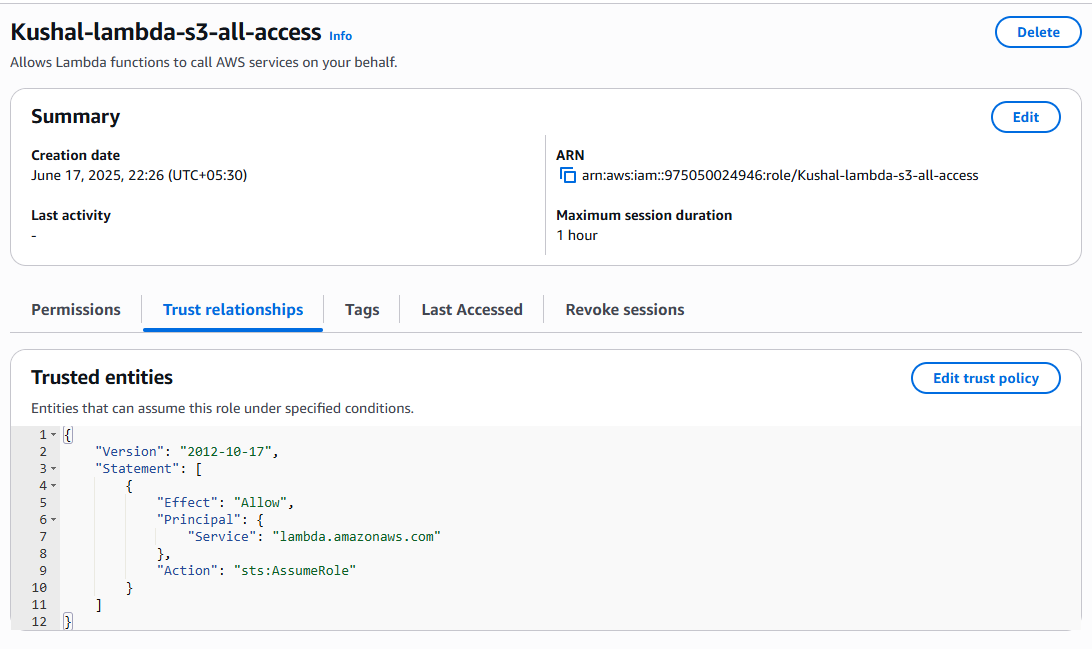 Kushal-lambda-s3-all-access Info
Delete
Allows Lambda functions to call AWS services on your behalf.
Summary
Edit
Creation date
June 17, 2025, 22:26 (UTC+05:30)
ARN
arn:aws:iam::975050024946:role/Kushal-lambda-s3-all-access
Last activity
-
Maximum session duration
1 hour
Permissions
Trust relationships
Tags
Last Accessed
Revoke sessions
Trusted entities
Edit trust policy
Entities that can assume this role under specified conditions.
1 {
2     "Version": "2012-10-17",
3     "Statement": [
4         {
5             "Effect": "Allow",
6             "Principal": {
7                 "Service": "lambda.amazonaws.com"
8             },
9             "Action": "sts:AssumeRole"
10         }
11     ]
12 }